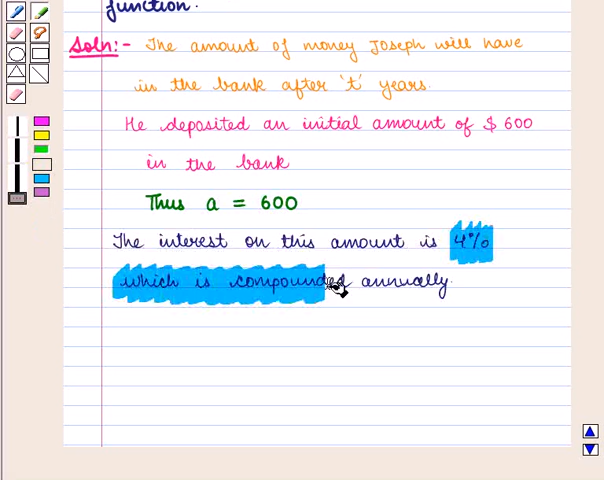 function.
Soln:- The amount of money Joseph will have
in the bank after 't' years.
He deposited an initial amount of $ 600
in the bank
Thus a = 600
The interest on this amount is 4%
which is compounded annually.